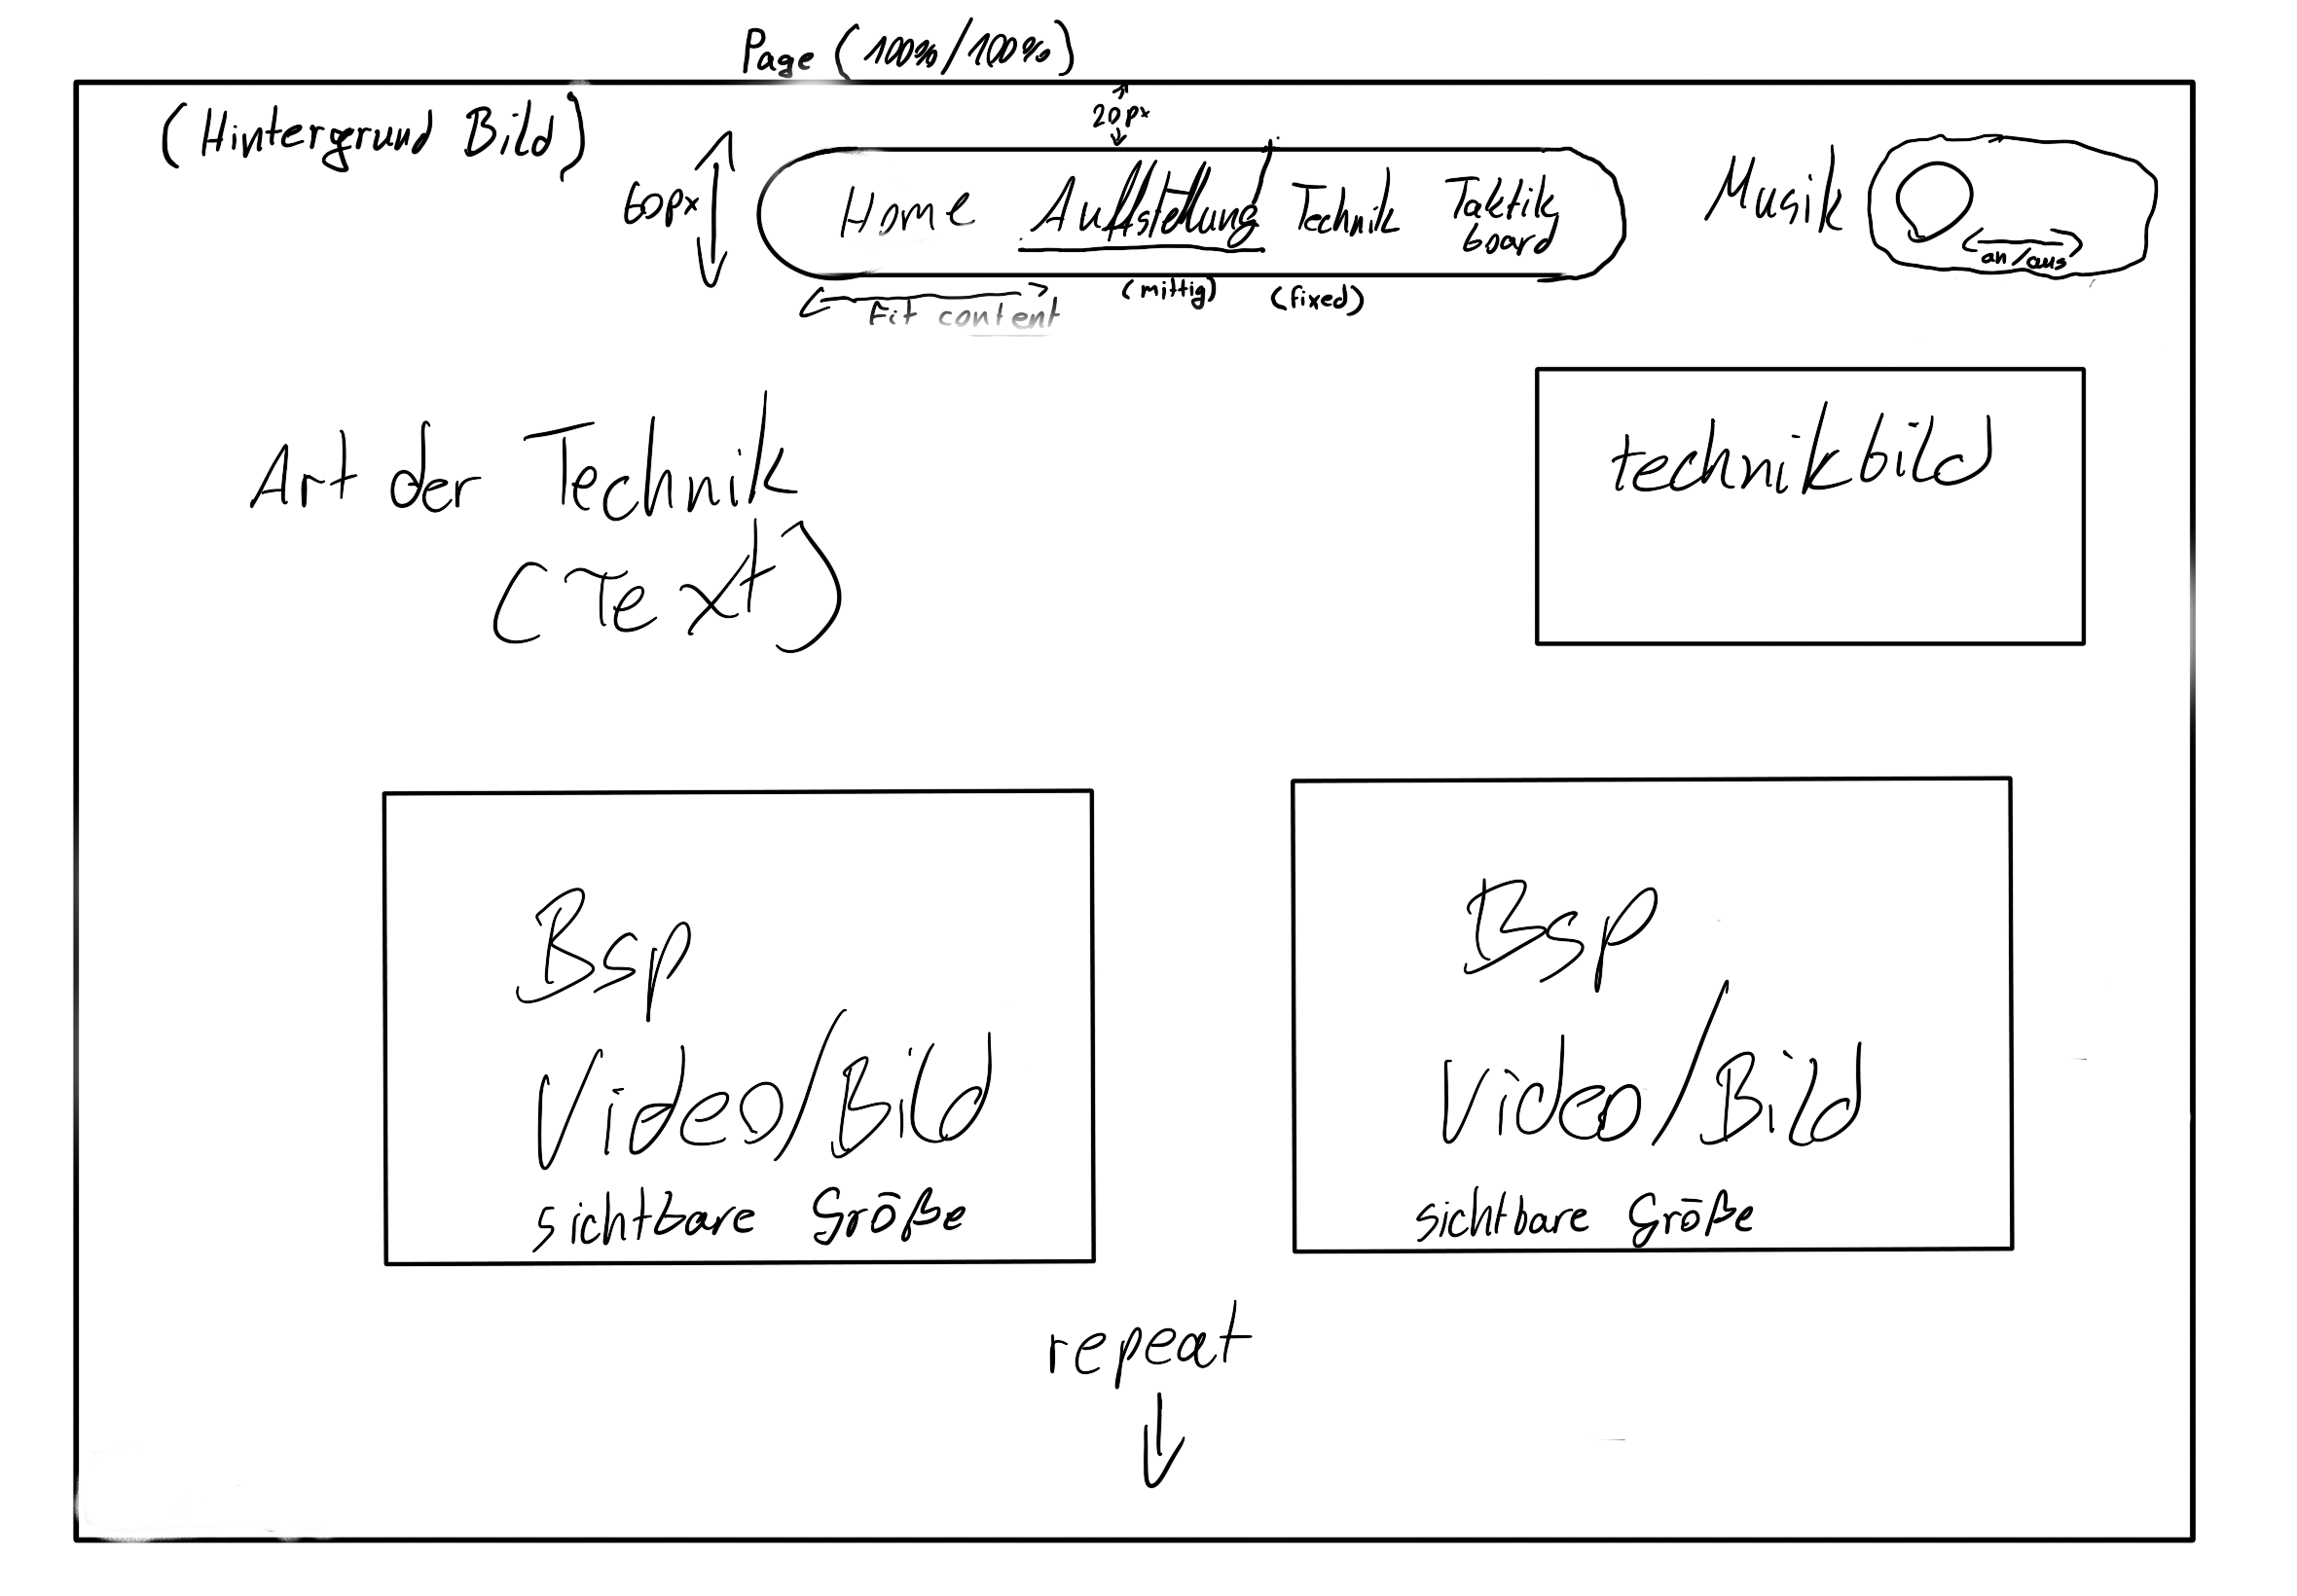 Page (100%/100%)
(Hintergrund Bild)
20px
60px
Home Aufstellung Technik Taktik board
Musik
an/aus
Fit content
(mittig) (fixed)
Art der Technik
(Text)
technikbild
Bsp
Video/Bild
sichtbare Größe
Bsp
Video/Bild
sichtbare Größe
repeat